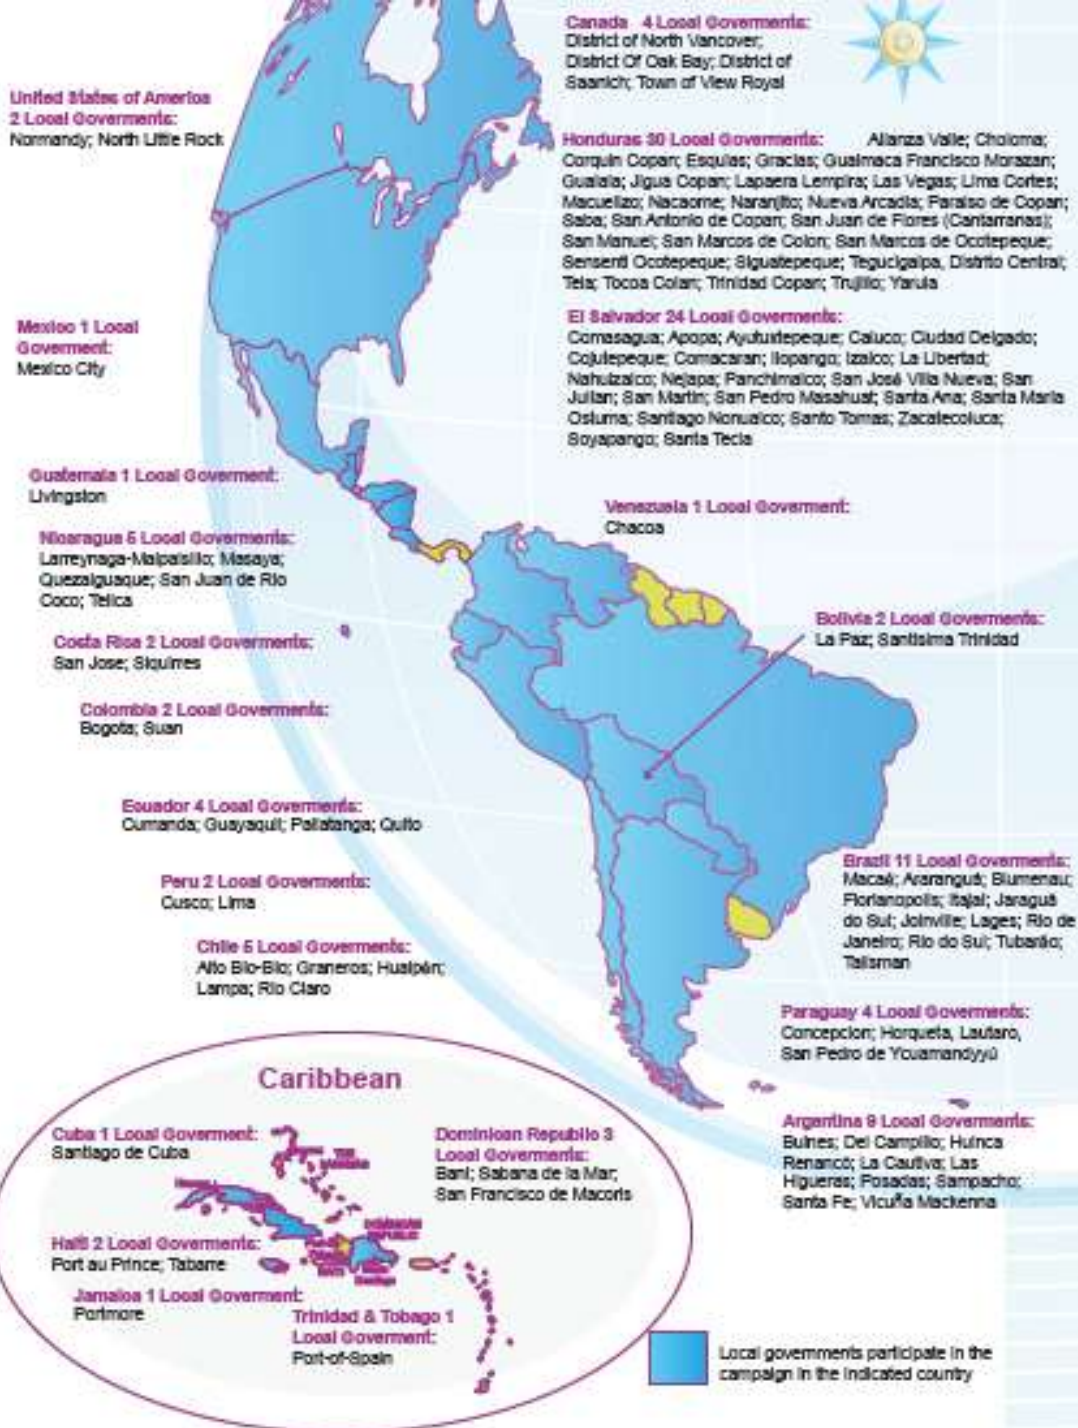 Canada 4 Local Goverments:
District of North Vancover;
District Of Oak Bay; District of
Saanich; Town of View Royal
United States of America
2 Local Goverments:
Normandy; North Little Rock
Honduras 30 Local Goverments: Alianza Valle; Choloma;
Corquin Copan; Esquias; Gracias; Guaimaca Francisco Morazan;
Gualala; Jigua Copan; Lapaera Lempira; Las Vegas; Lima Cortes;
Macuelizo; Nacaome; Naranjito; Nueva Arcadia; Paraiso de Copan;
Saba; San Antonio de Copan; San Juan de Flores (Cantarranas);
San Manuel; San Marcos de Colon; San Marcos de Ocotepeque;
Sensenti Ocotepeque; Siguatepeque; Tegucigalpa, Distrito Central;
Tela; Tocoa Colan; Trinidad Copan; Trujillo; Yarula
Mexico 1 Local
Goverment:
Mexico City
El Salvador 24 Local Goverments:
Comasagua; Apopa; Ayutuxtepeque; Caluco; Ciudad Delgado;
Cojutepeque; Comacaran; Ilopango; Izalco; La Libertad;
Nahuizalco; Nejapa; Panchimalco; San José Villa Nueva; San
Julian; San Martin; San Pedro Masahuat; Santa Ana; Santa Maria
Ostuma; Santiago Nonualco; Santo Tomas; Zacatecoluca;
Soyapango; Santa Tecla
Guatemala 1 Local Goverment:
Livingston
Venezuela 1 Local Goverment:
Chacoa
Nicaragua 5 Local Goverments:
Larreynaga-Malpaisillo; Masaya;
Quezalguaque; San Juan de Rio
Coco; Telica
Bolivia 2 Local Goverments:
La Paz; Santisima Trinidad
Costa Rica 2 Local Goverments:
San Jose; Siquirres
Colombia 2 Local Goverments:
Bogota; Suan
Ecuador 4 Local Goverments:
Cumanda; Guayaquil; Pallatanga; Quito
Brazil 11 Local Goverments:
Macaé; Araranguá; Blumenau;
Florianopolis; Itajai; Jaraguá
do Sul; Joinville; Lages; Rio de
Janeiro; Rio do Sul; Tubarão;
Talisman
Peru 2 Local Goverments:
Cusco; Lima
Chile 5 Local Goverments:
Alto Bio-Bio; Graneros; Hualpén;
Lampa; Rio Claro
Paraguay 4 Local Goverments:
Concepcion; Horqueta, Lautaro,
San Pedro de Ycuamandyyú
Argentina 9 Local Goverments:
Bulnes; Del Campillo; Huinca
Renancó; La Cautiva; Las
Higueras; Posadas; Sampacho;
Santa Fe; Vicuña Mackenna
Caribbean
Cuba 1 Local Goverment:
Santiago de Cuba
Dominican Republic 3
Local Goverments:
Bani; Sabana de la Mar;
San Francisco de Macoris
DOMINICAN
REPUBLIC
Haiti 2 Local Goverments:
Port au Prince; Tabarre
Jamaica 1 Local Goverment:
Portmore
Trinidad & Tobago 1
Local Goverment:
Port-of-Spain
Local governments participate in the
campaign in the indicated country